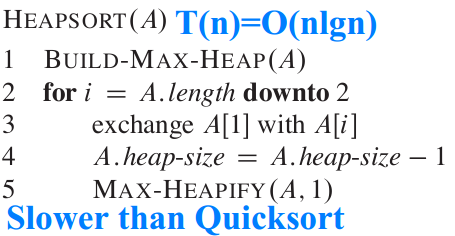 HEAPSORT(A) T(n)=O(nlgn)
1 BUILD-MAX-HEAP(A)
2 for i = A.length downto 2
3 exchange A[1] with A[i]
4 A.heap-size = A.heap-size − 1
5 MAX-HEAPIFY(A, 1)
Slower than Quicksort